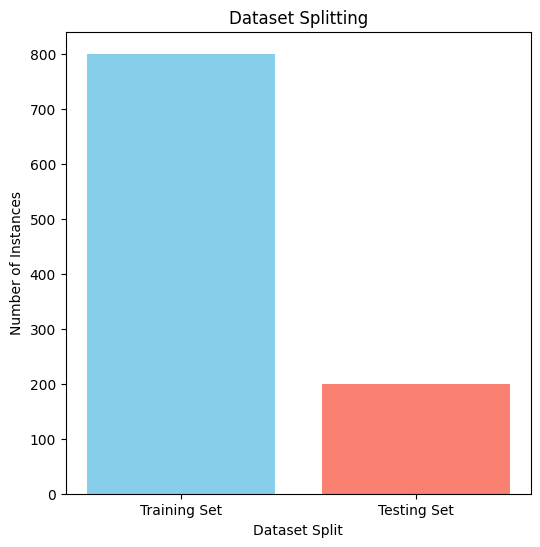 Dataset Splitting
800
700
600
500
400
300
200
100
0
Number of Instances
Training Set
Testing Set
Dataset Split